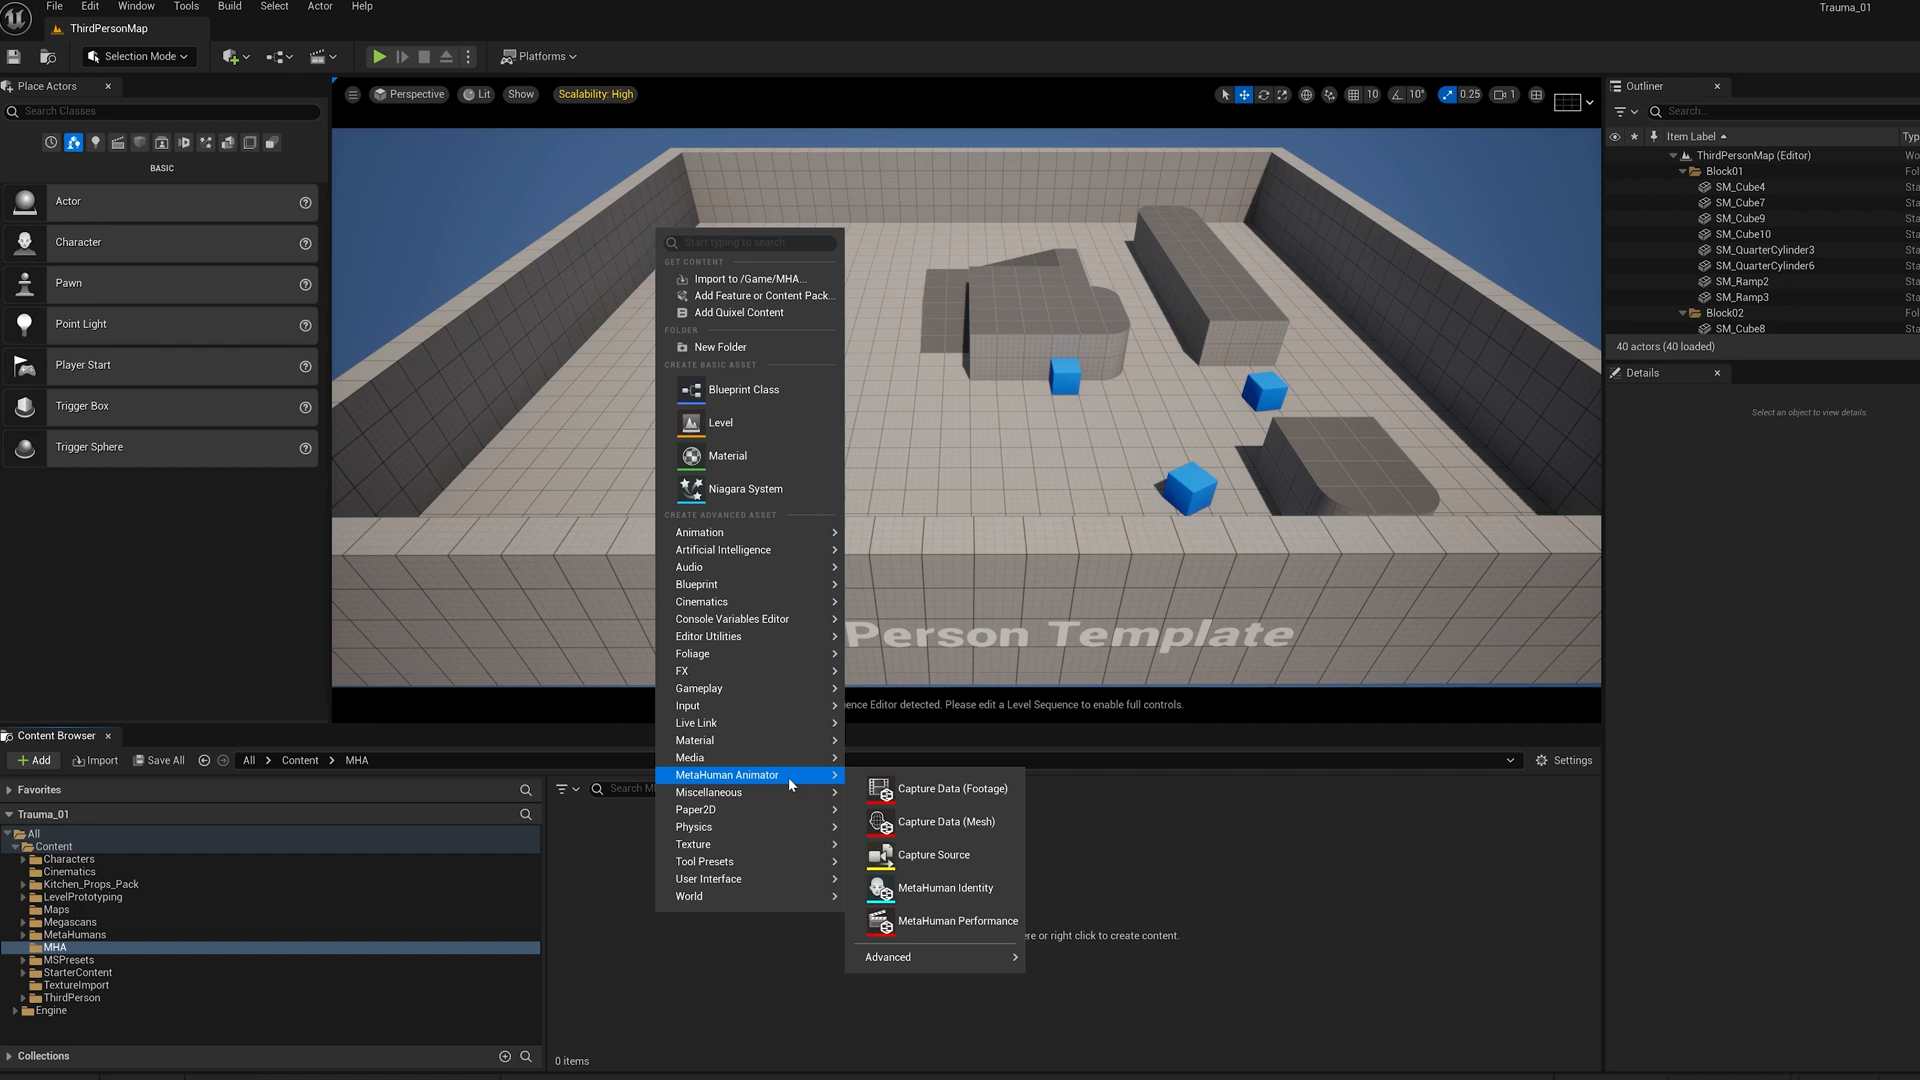 File Edit Window Tools Build Select Actor Help
Trauma_01
ThirdPersonMap
Selection Mode
Platforms
Place Actors
Search Classes
BASIC
Actor
Character
Pawn
Point Light
Player Start
Trigger Box
Trigger Sphere
Perspective Lit Show Scalability: High
10 10° 0.25 1
Person Template
ence Editor detected. Please edit a Level Sequence to enable full controls.
Start typing to search
GET CONTENT
Import to /Game/MHA...
Add Feature or Content Pack...
Add Quixel Content
FOLDER
New Folder
CREATE BASIC ASSET
Blueprint Class
Level
Material
Niagara System
CREATE ADVANCED ASSET
Animation
Artificial Intelligence
Audio
Blueprint
Cinematics
Console Variables Editor
Editor Utilities
Foliage
FX
Gameplay
Input
Live Link
Material
Media
MetaHuman Animator
Miscellaneous
Paper2D
Physics
Texture
Tool Presets
User Interface
World
Capture Data (Footage)
Capture Data (Mesh)
Capture Source
MetaHuman Identity
MetaHuman Performance
Advanced
Outliner
Search...
Item Label Typ
ThirdPersonMap (Editor) Wo
Block01 Fol
SM_Cube4 Sta
SM_Cube7 Sta
SM_Cube9 Sta
SM_Cube10 Sta
SM_QuarterCylinder3 Sta
SM_QuarterCylinder6 Sta
SM_Ramp2 Sta
SM_Ramp3 Sta
Block02 Fol
SM_Cube8 Sta
40 actors (40 loaded)
Details
Select an object to view details.
Content Browser
Add Import Save All All Content MHA
Settings
Favorites
Trauma_01
All
Content
Characters
Cinematics
Kitchen_Props_Pack
LevelPrototyping
Maps
Megascans
MetaHumans
MHA
MSPresets
StarterContent
TextureImport
ThirdPerson
Engine
Collections
Search M
ere or right click to create content.
0 items